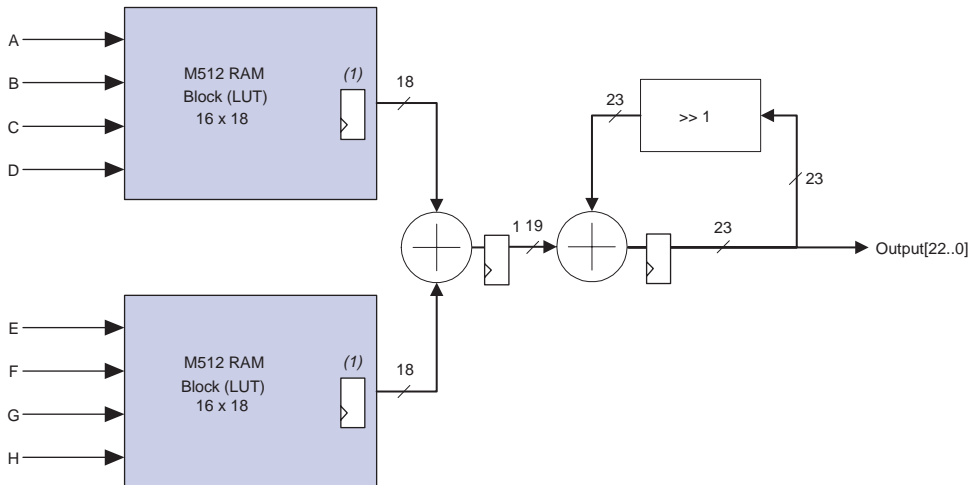 A
B
C
D
M512 RAM
Block (LUT)
16 x 18
(1)
18
23
>> 1
23
1 19
23
Output[22..0]
E
F
G
H
M512 RAM
Block (LUT)
16 x 18
(1)
18